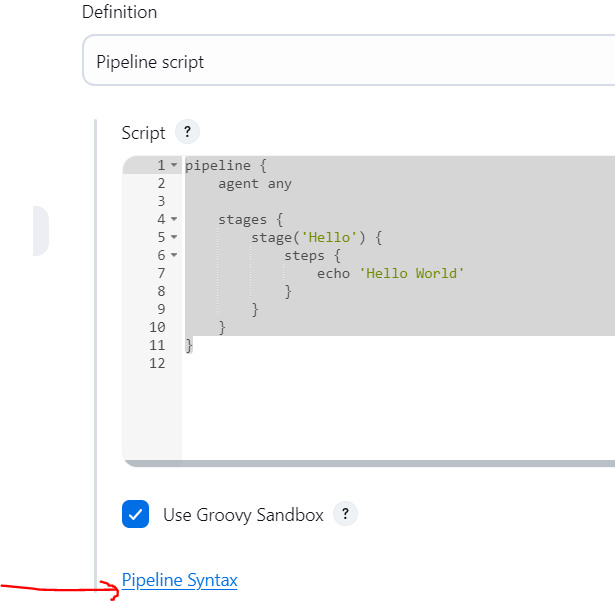 Definition
Pipeline script
Script ?
1 pipeline {
2     agent any
3
4     stages {
5         stage('Hello') {
6             steps {
7                 echo 'Hello World'
8             }
9         }
10     }
11 }
12
Use Groovy Sandbox ?
Pipeline Syntax